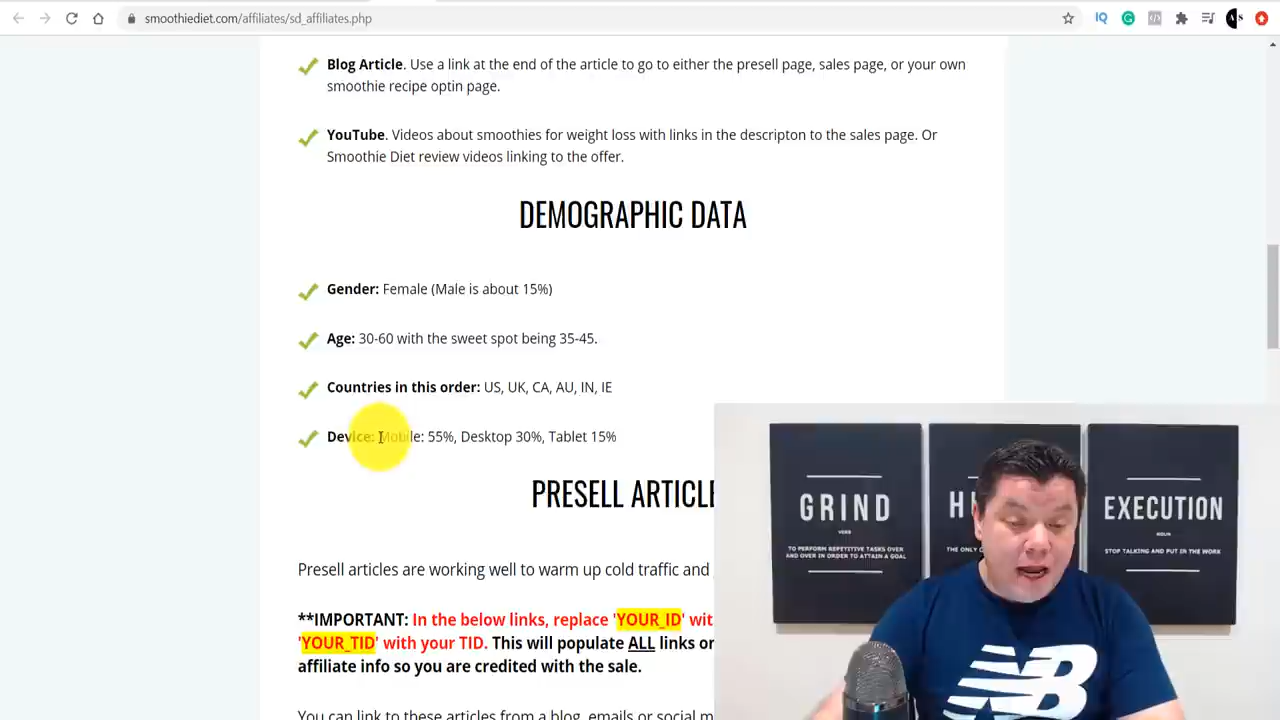 smoothiediet.com/affiliates/sd_affiliates.php
Blog Article. Use a link at the end of the article to go to either the presell page, sales page, or your own
smoothie recipe optin page.
YouTube. Videos about smoothies for weight loss with links in the descripton to the sales page. Or
Smoothie Diet review videos linking to the offer.
DEMOGRAPHIC DATA
Gender: Female (Male is about 15%)
Age: 30-60 with the sweet spot being 35-45.
Countries in this order: US, UK, CA, AU, IN, IE
Device: Mobile: 55%, Desktop 30%, Tablet 15%
PRESELL ARTICLE
Presell articles are working well to warm up cold traffic and
**IMPORTANT: In the below links, replace 'YOUR_ID' wit
'YOUR_TID' with your TID. This will populate ALL links or
affiliate info so you are credited with the sale.
You can link to these articles from a blog, emails or social m
GRIND
VERB
TO PERFORM REPETITIVE TASKS OVER
AND OVER IN ORDER TO ATTAIN A GOAL
H
THE ONLY
EXECUTION
NOUN
STOP TALKING AND PUT IN THE WORK
NB